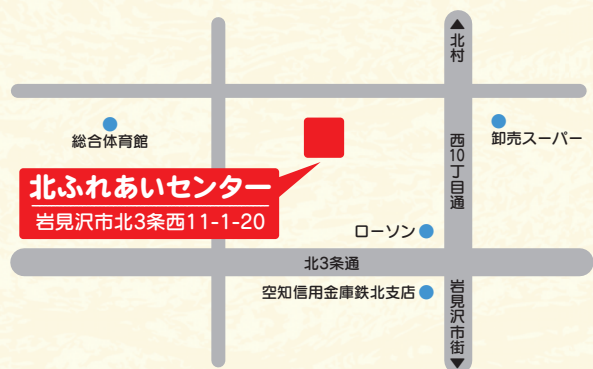 ▲北村
総合体育館
卸売スーパー
西10丁目通
北ふれあいセンター
岩見沢市北3条西11-1-20
ローソン
北3条通
空知信用金庫鉄北支店
岩見沢市街▼